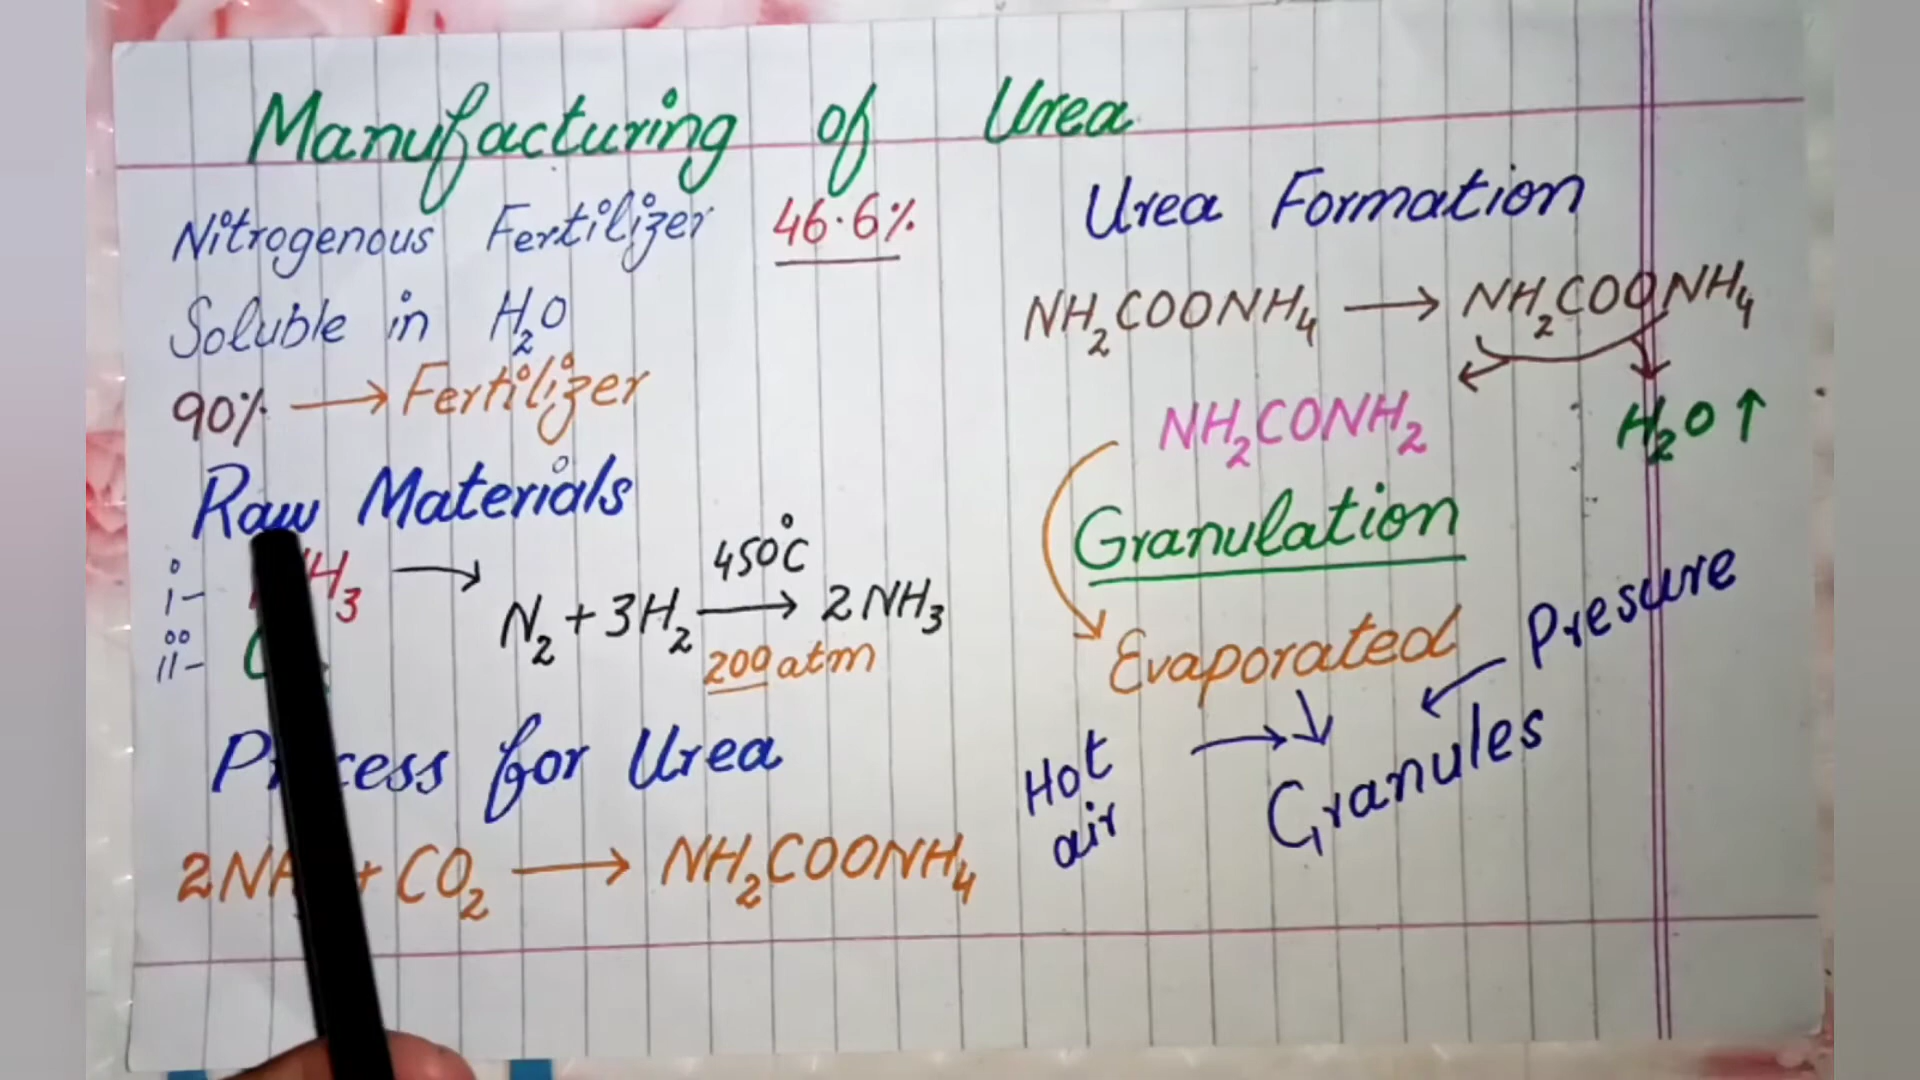 Manufacturing of Urea
Nitrogenous Fertilizer 46.6%
Soluble in H₂O
90% → Fertilizer
Raw Materials
i- H₃ →
N₂ + 3H₂ → 2NH₃
450°C
200 atm
ii-
for Urea
+ CO₂ → NH₂COONH₄
Urea Formation
NH₂COONH₄ → NH₂COONH₄
NH₂CONH₂ H₂O ↑
Granulation
Evaporated
Presure
Hot air →
Granules